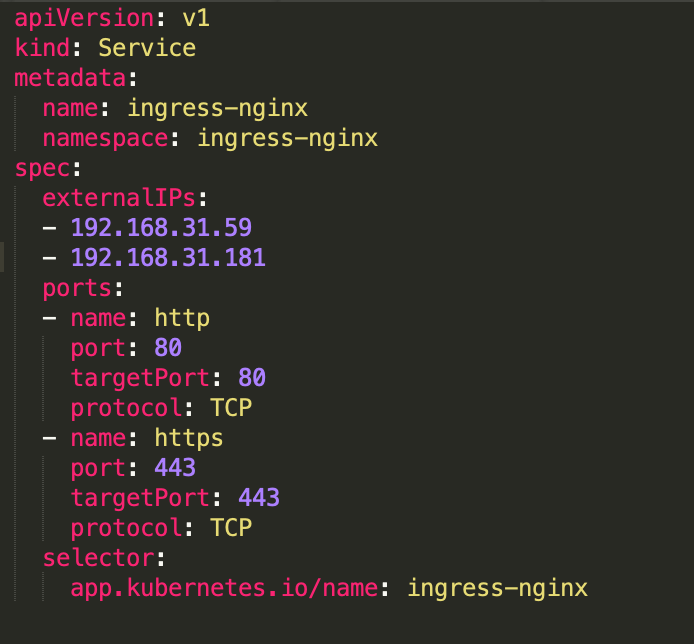 apiVersion: v1
kind: Service
metadata:
  name: ingress-nginx
  namespace: ingress-nginx
spec:
  externalIPs:
  - 192.168.31.59
  - 192.168.31.181
  ports:
  - name: http
    port: 80
    targetPort: 80
    protocol: TCP
  - name: https
    port: 443
    targetPort: 443
    protocol: TCP
  selector:
    app.kubernetes.io/name: ingress-nginx